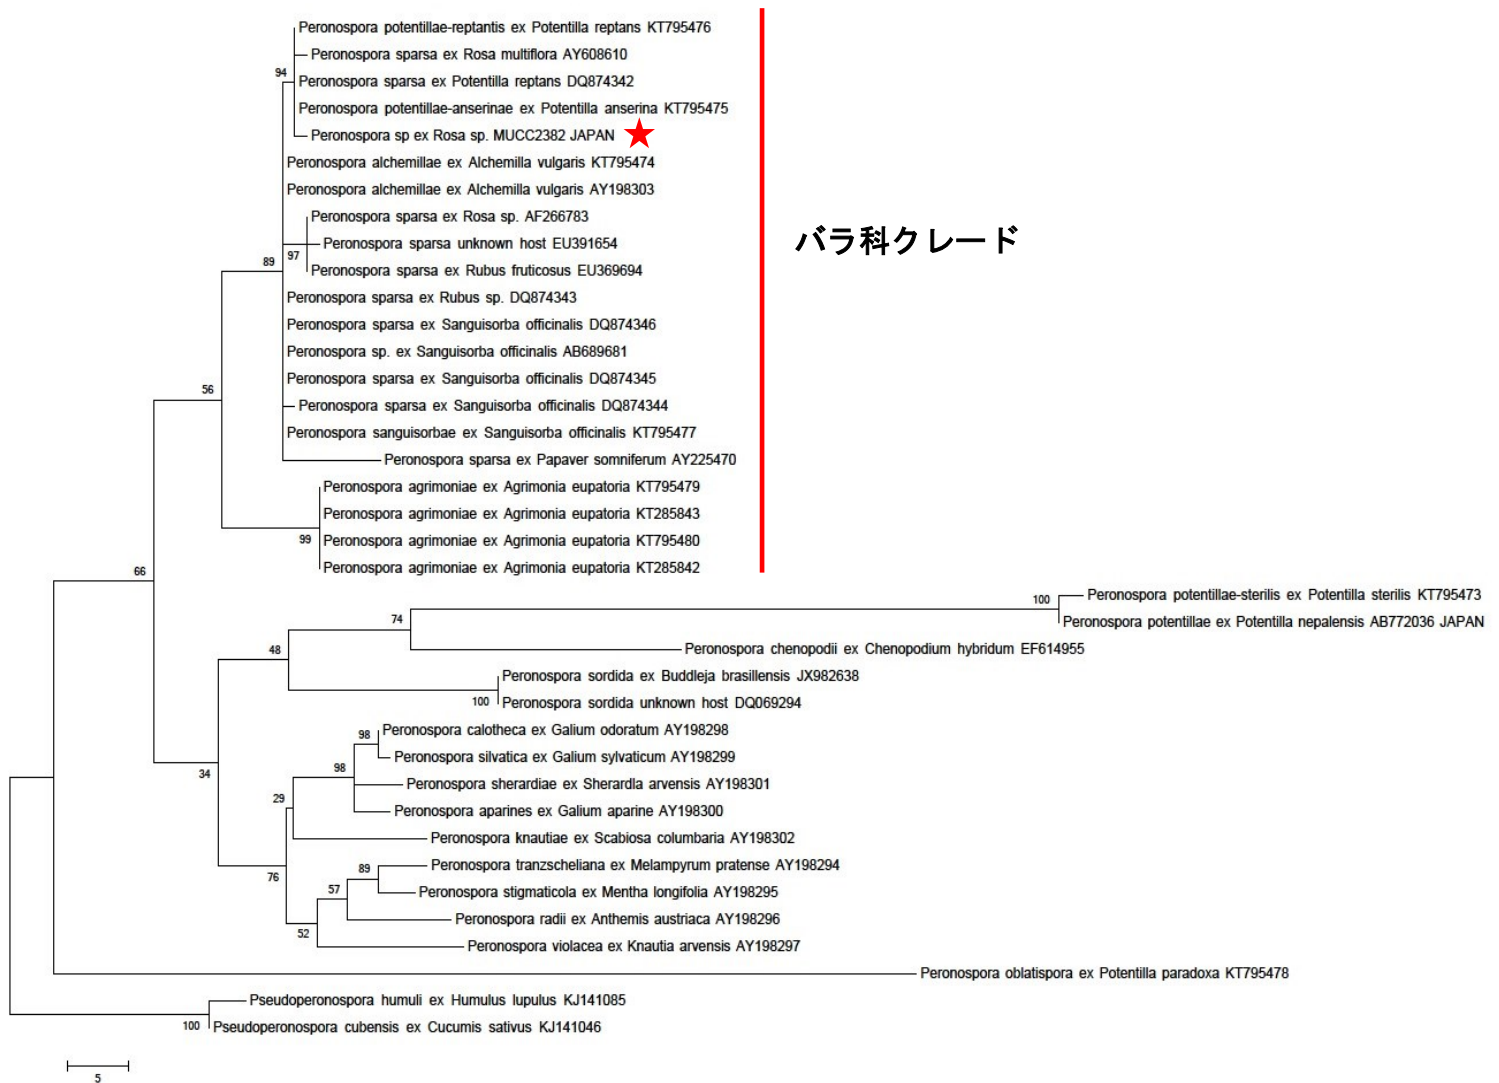 Peronospora potentillae-reptantis ex Potentilla reptans KT795476
Peronospora sparsa ex Rosa multiflora AY608610
94
Peronospora sparsa ex Potentilla reptans DQ874342
Peronospora potentillae-anserinae ex Potentilla anserina KT795475
Peronospora sp ex Rosa sp. MUCC2382 JAPAN
Peronospora alchemillae ex Alchemilla vulgaris KT795474
Peronospora alchemillae ex Alchemilla vulgaris AY198303
Peronospora sparsa ex Rosa sp. AF266783
Peronospora sparsa unknown host EU391654
バラ科クレード
89
97
Peronospora sparsa ex Rubus fruticosus EU369694
Peronospora sparsa ex Rubus sp. DQ874343
Peronospora sparsa ex Sanguisorba officinalis DQ874346
Peronospora sp. ex Sanguisorba officinalis AB689681
Peronospora sparsa ex Sanguisorba officinalis DQ874345
56
Peronospora sparsa ex Sanguisorba officinalis DQ874344
Peronospora sanguisorbae ex Sanguisorba officinalis KT795477
Peronospora sparsa ex Papaver somniferum AY225470
Peronospora agrimoniae ex Agrimonia eupatoria KT795479
Peronospora agrimoniae ex Agrimonia eupatoria KT285843
99
Peronospora agrimoniae ex Agrimonia eupatoria KT795480
Peronospora agrimoniae ex Agrimonia eupatoria KT285842
66
100
Peronospora potentillae-sterilis ex Potentilla sterilis KT795473
74
Peronospora potentillae ex Potentilla nepalensis AB772036 JAPAN
48
Peronospora chenopodii ex Chenopodium hybridum EF614955
Peronospora sordida ex Buddleja brasillensis JX982638
100
Peronospora sordida unknown host DQ069294
98
Peronospora calotheca ex Galium odoratum AY198298
Peronospora silvatica ex Galium sylvaticum AY198299
34
98
Peronospora sherardiae ex Sherardla arvensis AY198301
29
Peronospora aparines ex Galium aparine AY198300
Peronospora knautiae ex Scabiosa columbaria AY198302
76
89
Peronospora tranzscheliana ex Melampyrum pratense AY198294
57
Peronospora stigmaticola ex Mentha longifolia AY198295
Peronospora radii ex Anthemis austriaca AY198296
52
Peronospora violacea ex Knautia arvensis AY198297
Peronospora oblatispora ex Potentilla paradoxa KT795478
Pseudoperonospora humuli ex Humulus lupulus KJ141085
100
Pseudoperonospora cubensis ex Cucumis sativus KJ141046
5